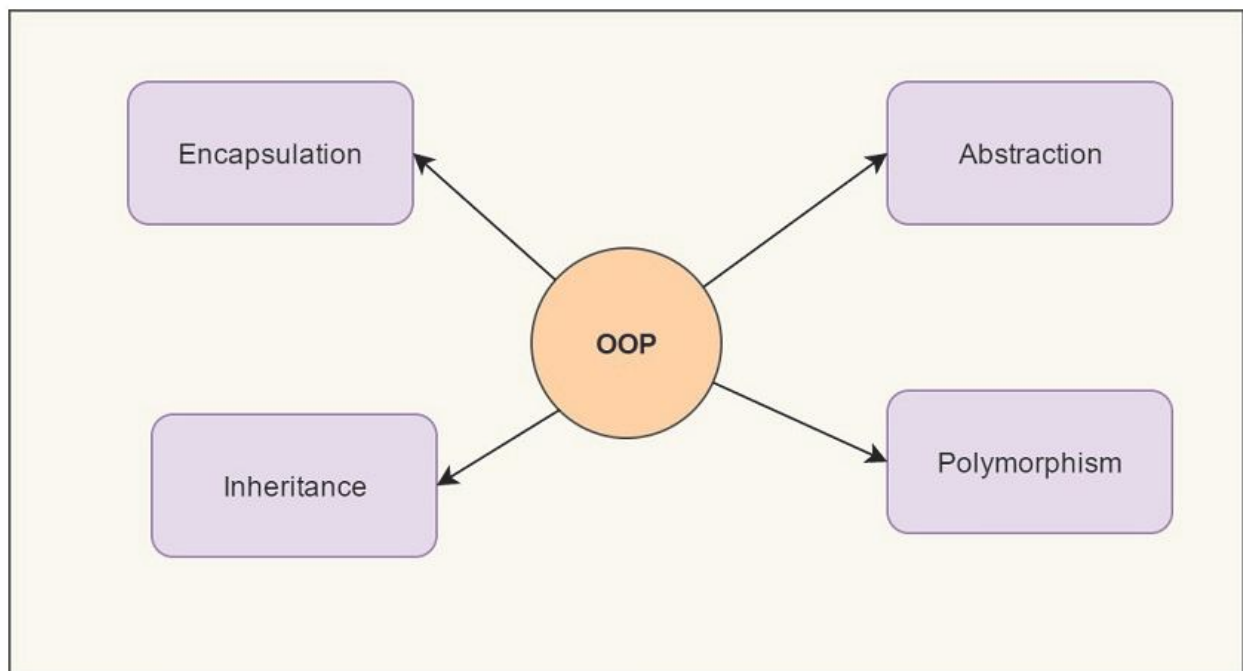 Encapsulation
Abstraction
OOP
Inheritance
Polymorphism